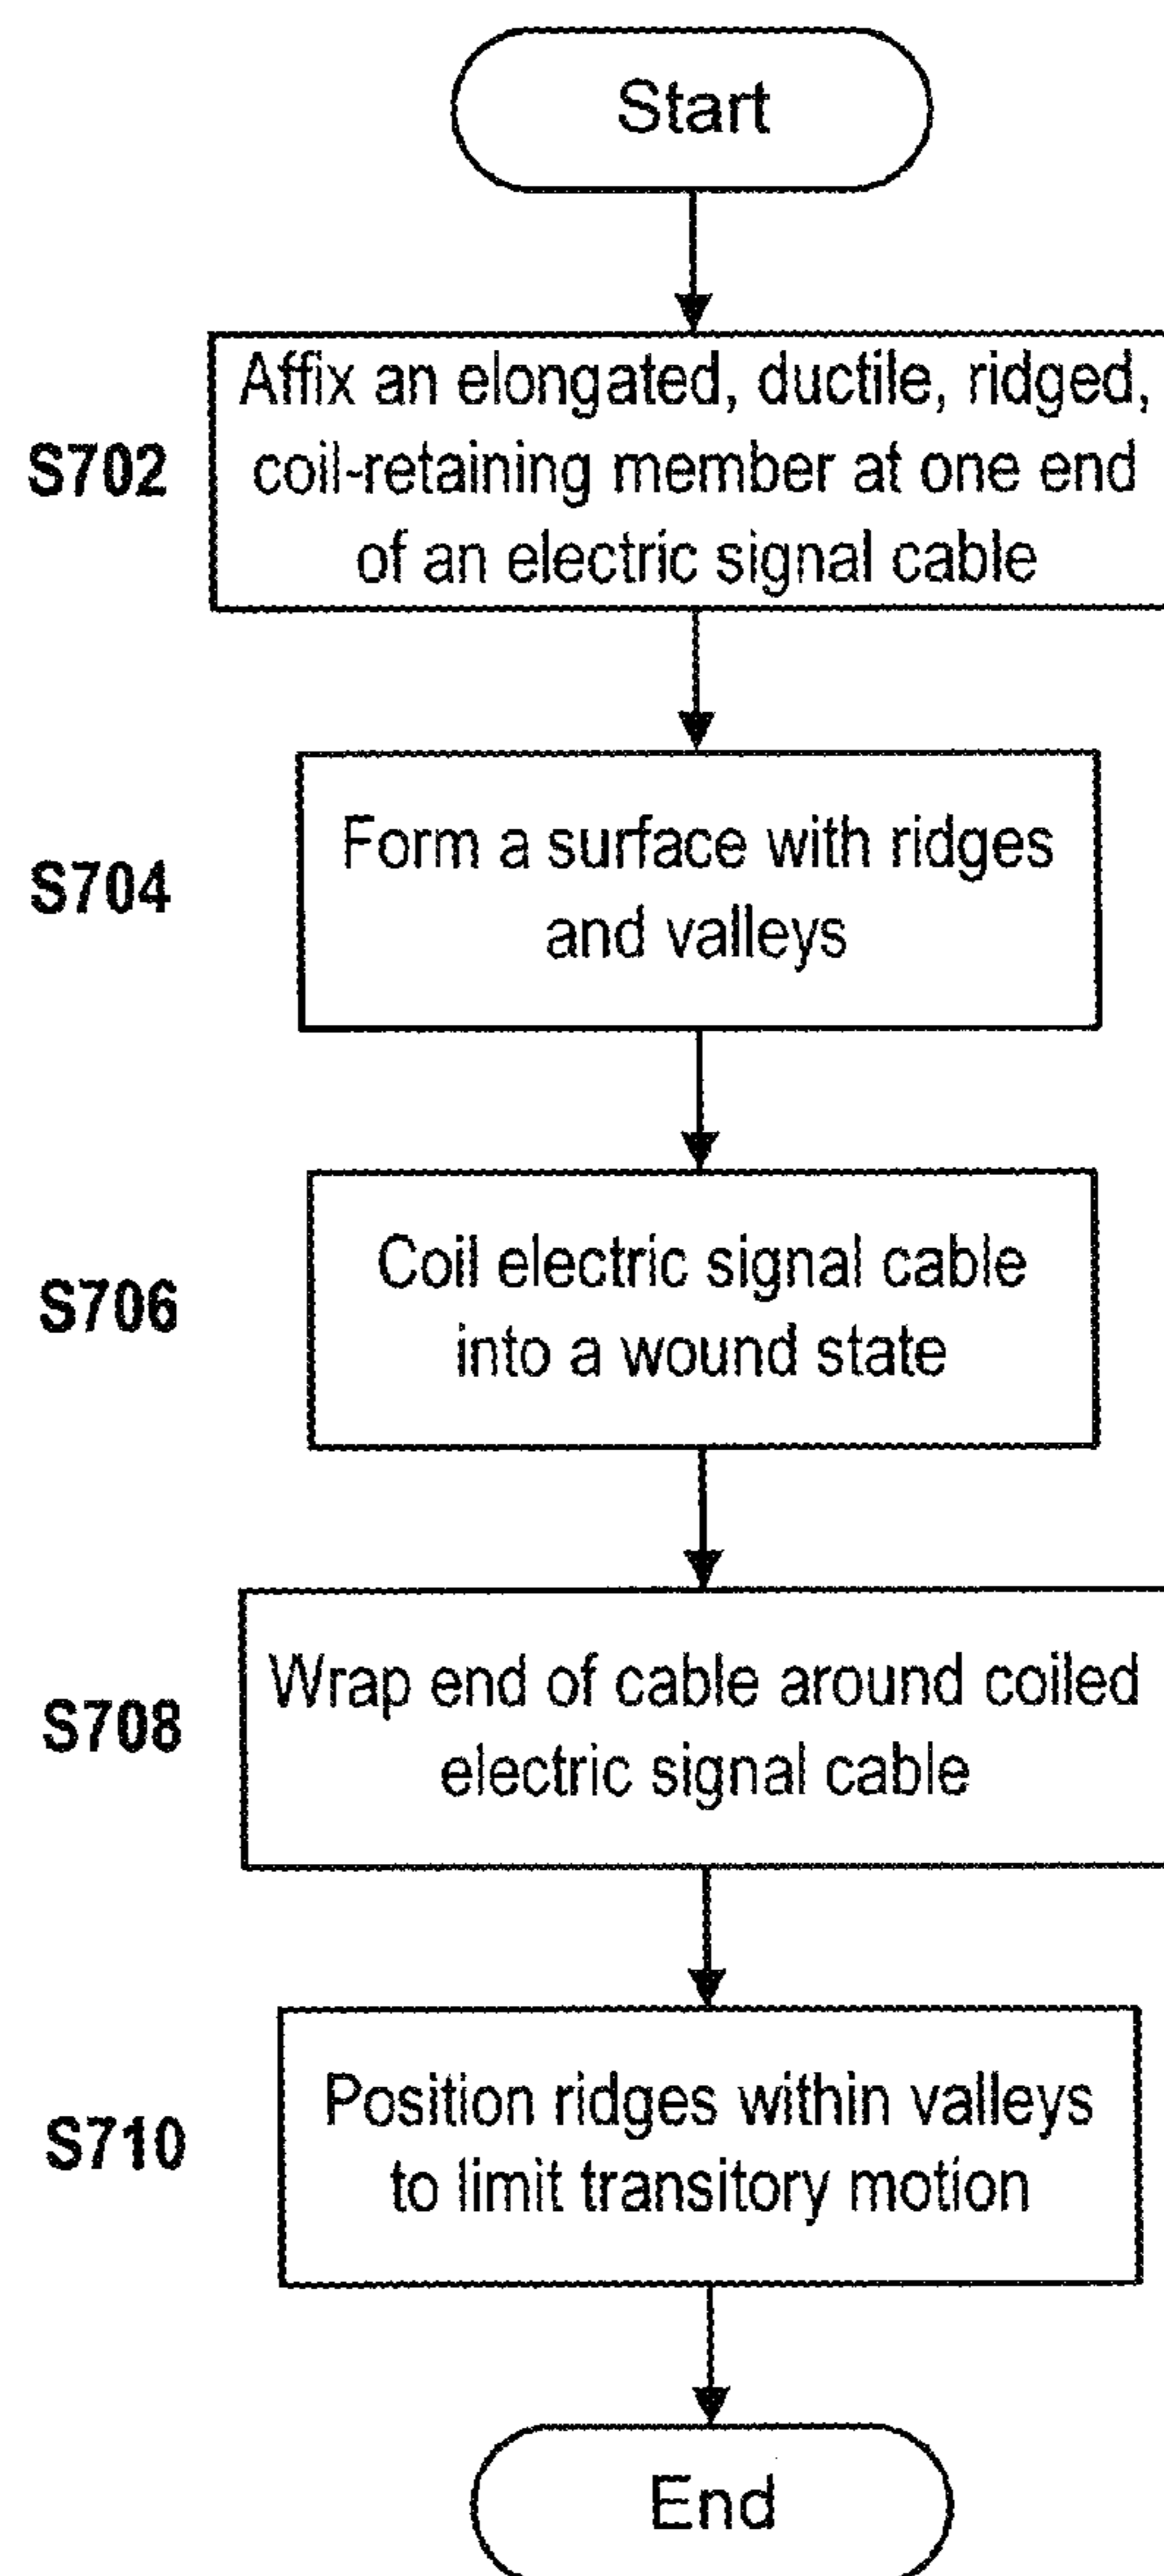 Start
S702
Affix an elongated, ductile, ridged,
coil-retaining member at one end
of an electric signal cable
S704
Form a surface with ridges
and valleys
S706
Coil electric signal cable
into a wound state
S708
Wrap end of cable around coiled
electric signal cable
S710
Position ridges within valleys
to limit transitory motion
End